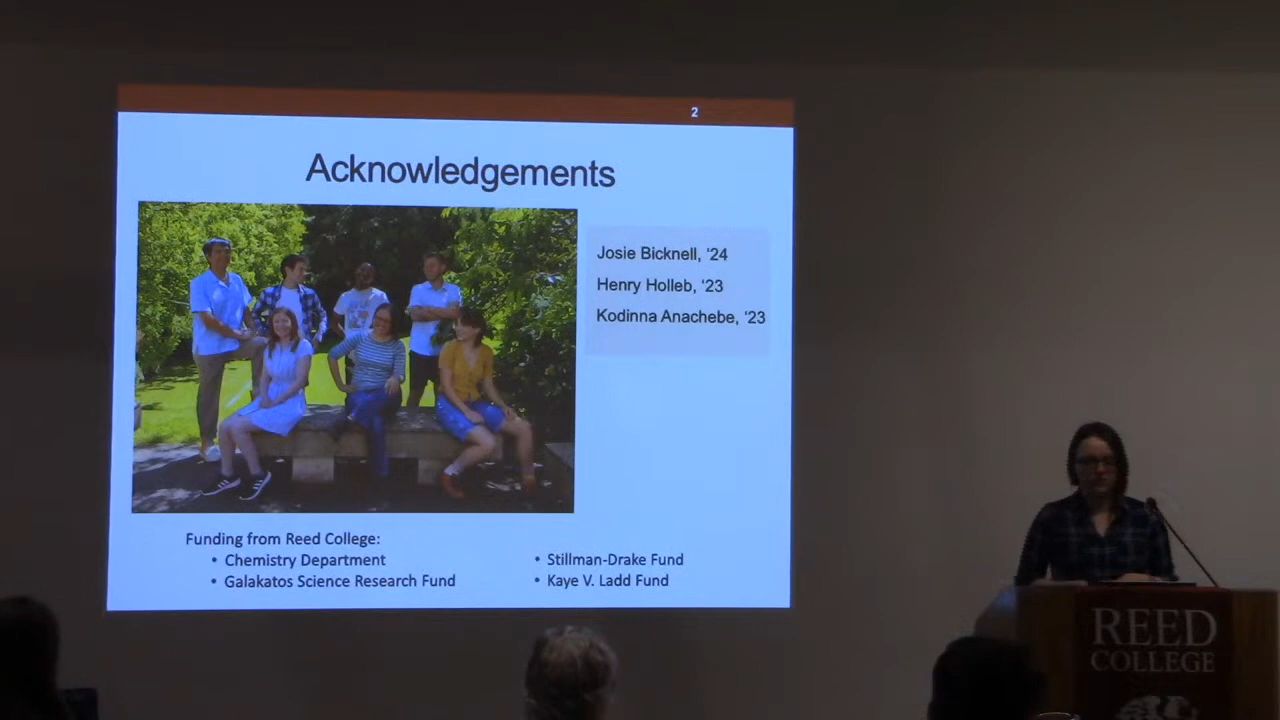 2
Acknowledgements
Josie Bicknell, ‘24
Henry Holleb, ‘23
Kodinna Anachebe, ‘23
Funding from Reed College:
• Chemistry Department
• Galakatos Science Research Fund
• Stillman-Drake Fund
• Kaye V. Ladd Fund
REED
COLLEGE